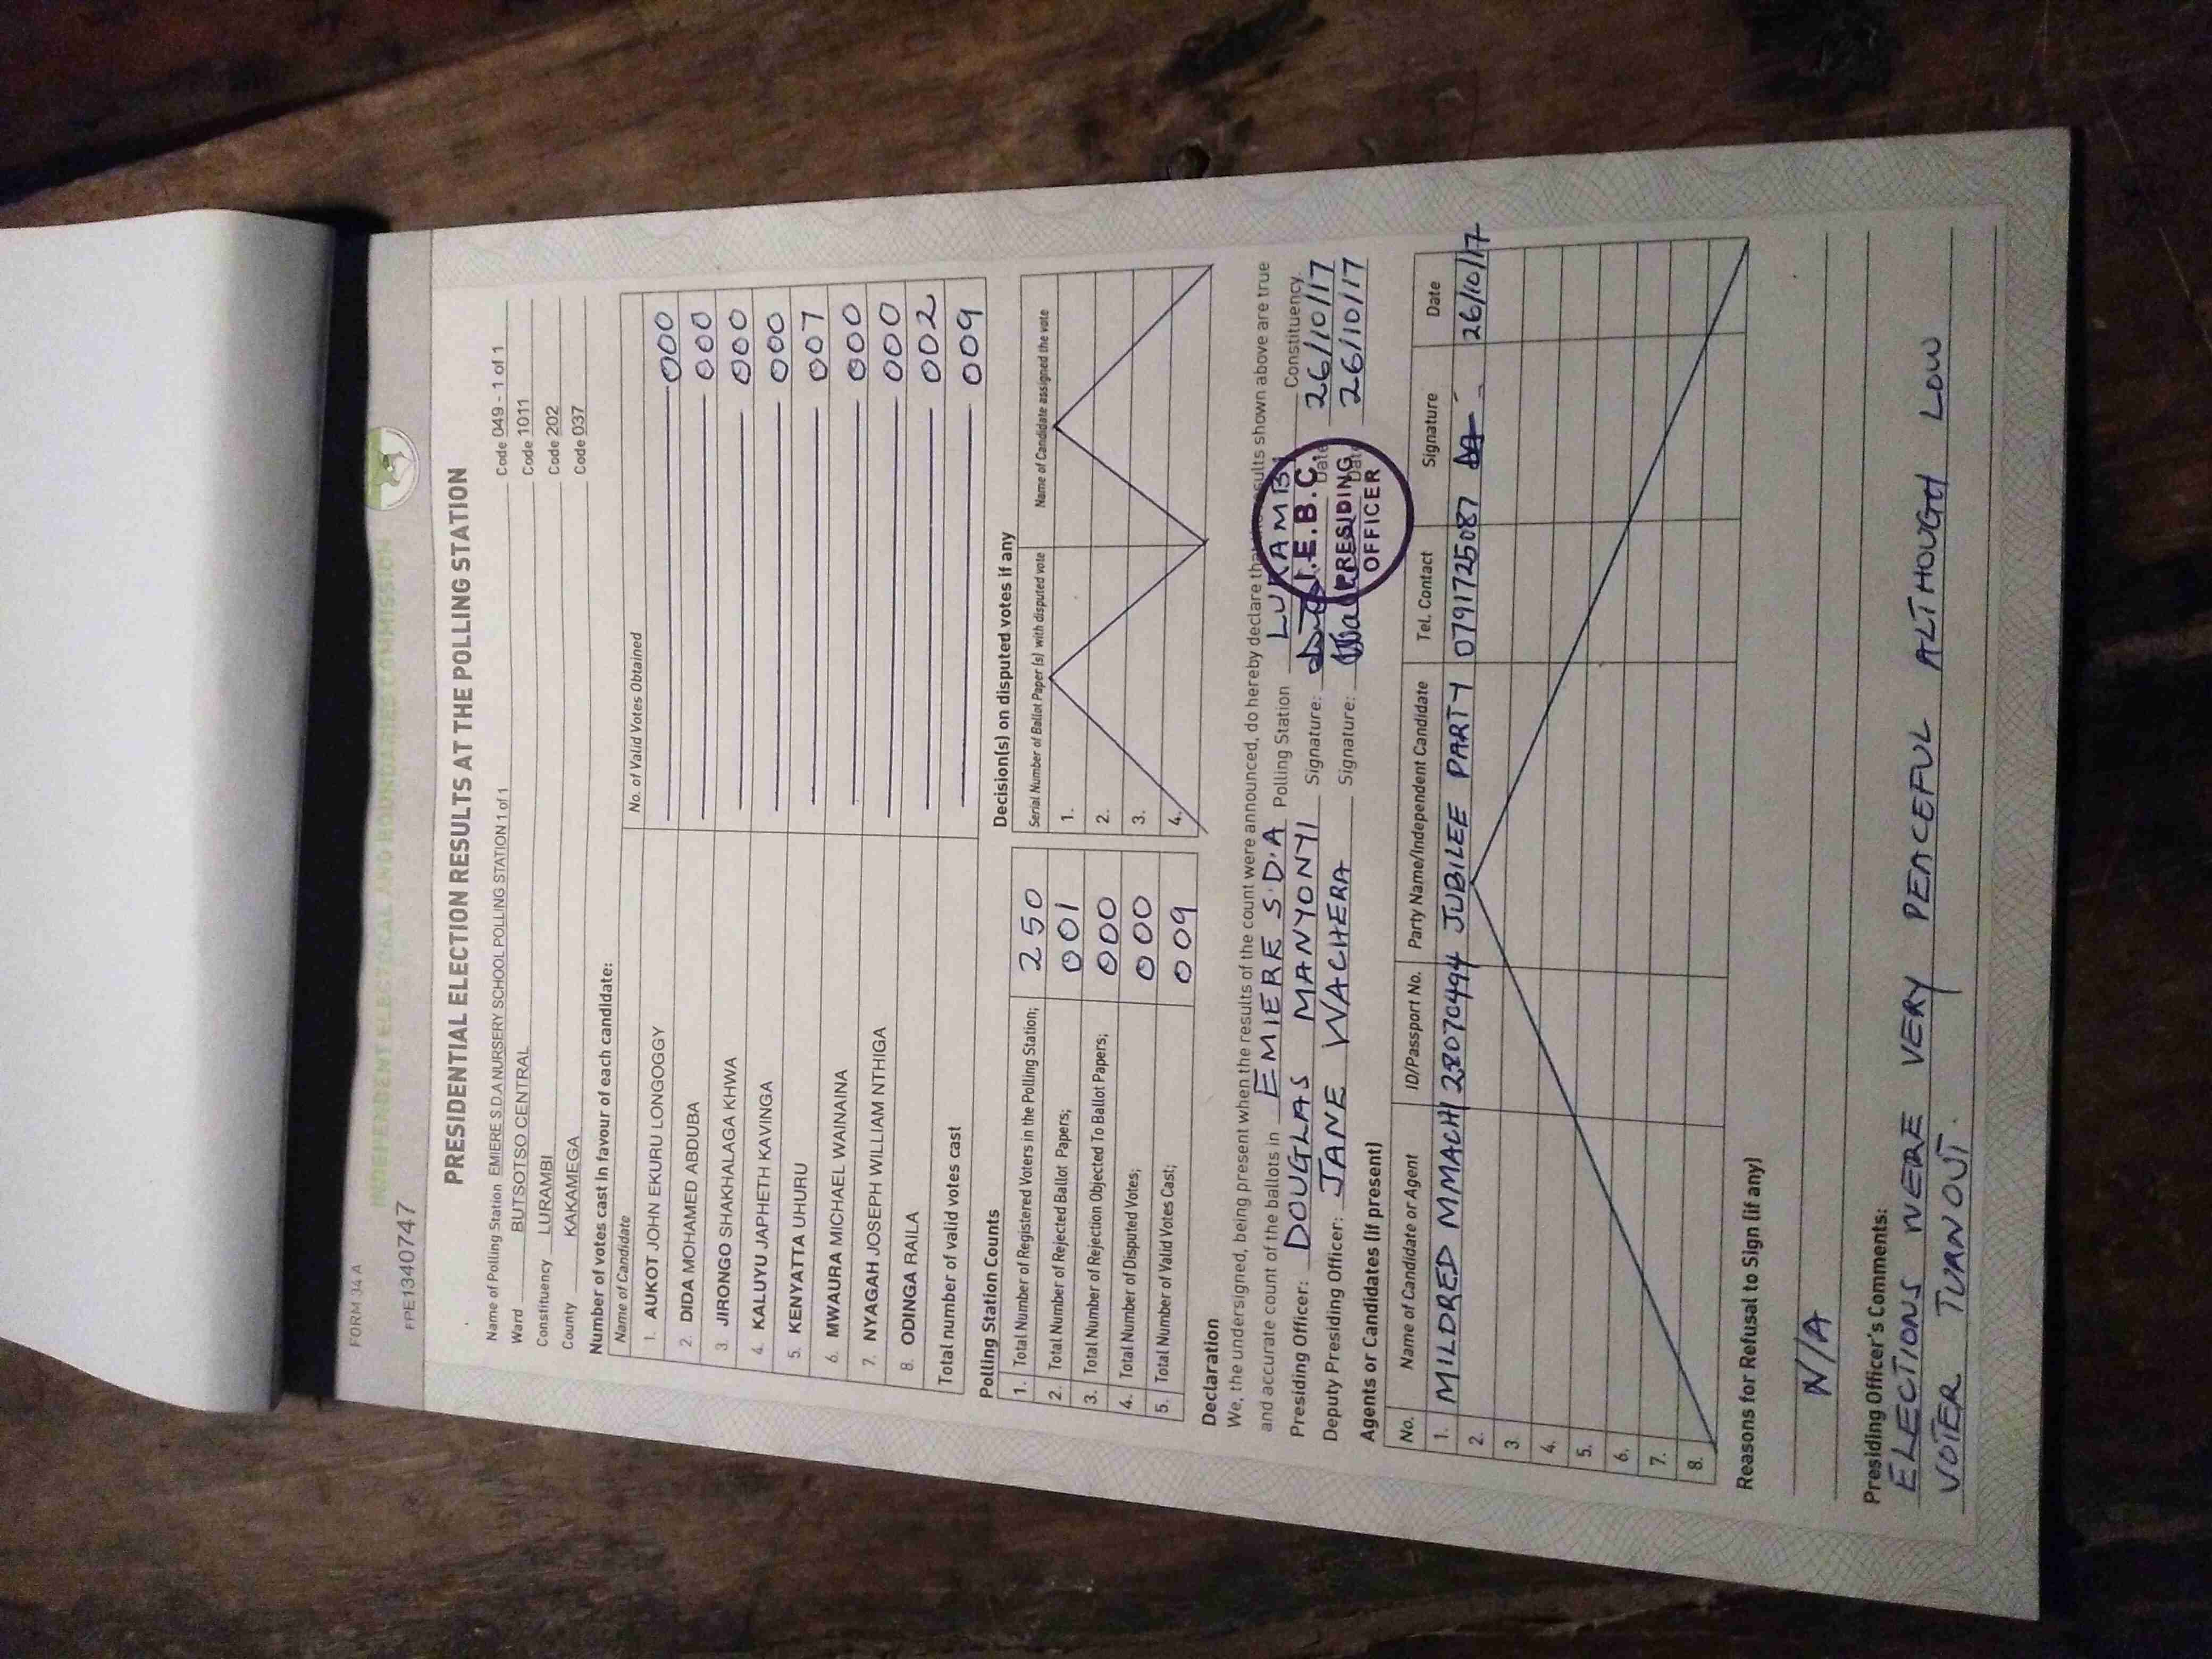 FORM 34 A
INDEPENDENT ELECTORAL AND BOUNDARIES COMMISSION
FPE1340747
PRESIDENTIAL ELECTION RESULTS AT THE POLLING STATION
Name of Polling Station EMIERE S.D.A NURSERY SCHOOL POLLING STATION 1 of 1 Code 049 - 1 of 1
Ward BUTSOTSO CENTRAL Code 1011
Constituency LURAMBI Code 202
County KAKAMEGA Code 037
Number of votes cast in favour of each candidate:
Name of Candidate No. of Valid Votes Obtained
1. AUKOT JOHN EKURU LONGOGGY 000
2. DIDA MOHAMED ABDUBA 000
3. JIRONGO SHAKHALAGA KHWA 000
4. KALUYU JAPHETH KAVINGA 000
5. KENYATTA UHURU 007
6. MWAURA MICHAEL WAINAINA 000
7. NYAGAH JOSEPH WILLIAM NTHIGA 000
8. ODINGA RAILA 002
Total number of valid votes cast 009
Polling Station Counts
1. Total Number of Registered Voters in the Polling Station; 250
2. Total Number of Rejected Ballot Papers; 001
3. Total Number of Rejection Objected To Ballot Papers; 000
4. Total Number of Disputed Votes; 000
5. Total Number of Valid Votes Cast; 009
Decision(s) on disputed votes if any
Serial Number of Ballot Paper (s) with disputed vote Name of Candidate assigned the vote
1.
2.
3.
4.
Declaration
We, the undersigned, being present when the results of the count were announced, do hereby declare that the results shown above are true
and accurate count of the ballots in EMIERE S.D.A Polling Station LURAMBI Constituency.
Presiding Officer: DOUGLAS MANYONYI Signature: Date 26/10/17
Deputy Presiding Officer: JANE WACHERA Signature: Date 26/10/17
I.E.B.C.
PRESIDING
OFFICER
Agents or Candidates (if present)
No. Name of Candidate or Agent ID/Passport No. Party Name/Independent Candidate Tel. Contact Signature Date
1. MILDRED MMACHI 28070494 JUBILEE PARTY 0791725087 26/10/17
2.
3.
4.
5.
6.
7.
8.
Reasons for Refusal to Sign (if any)
N/A
Presiding Officer's Comments:
ELECTIONS WERE VERY PEACEFUL ALTHOUGH LOW
VOTER TURNOUT.